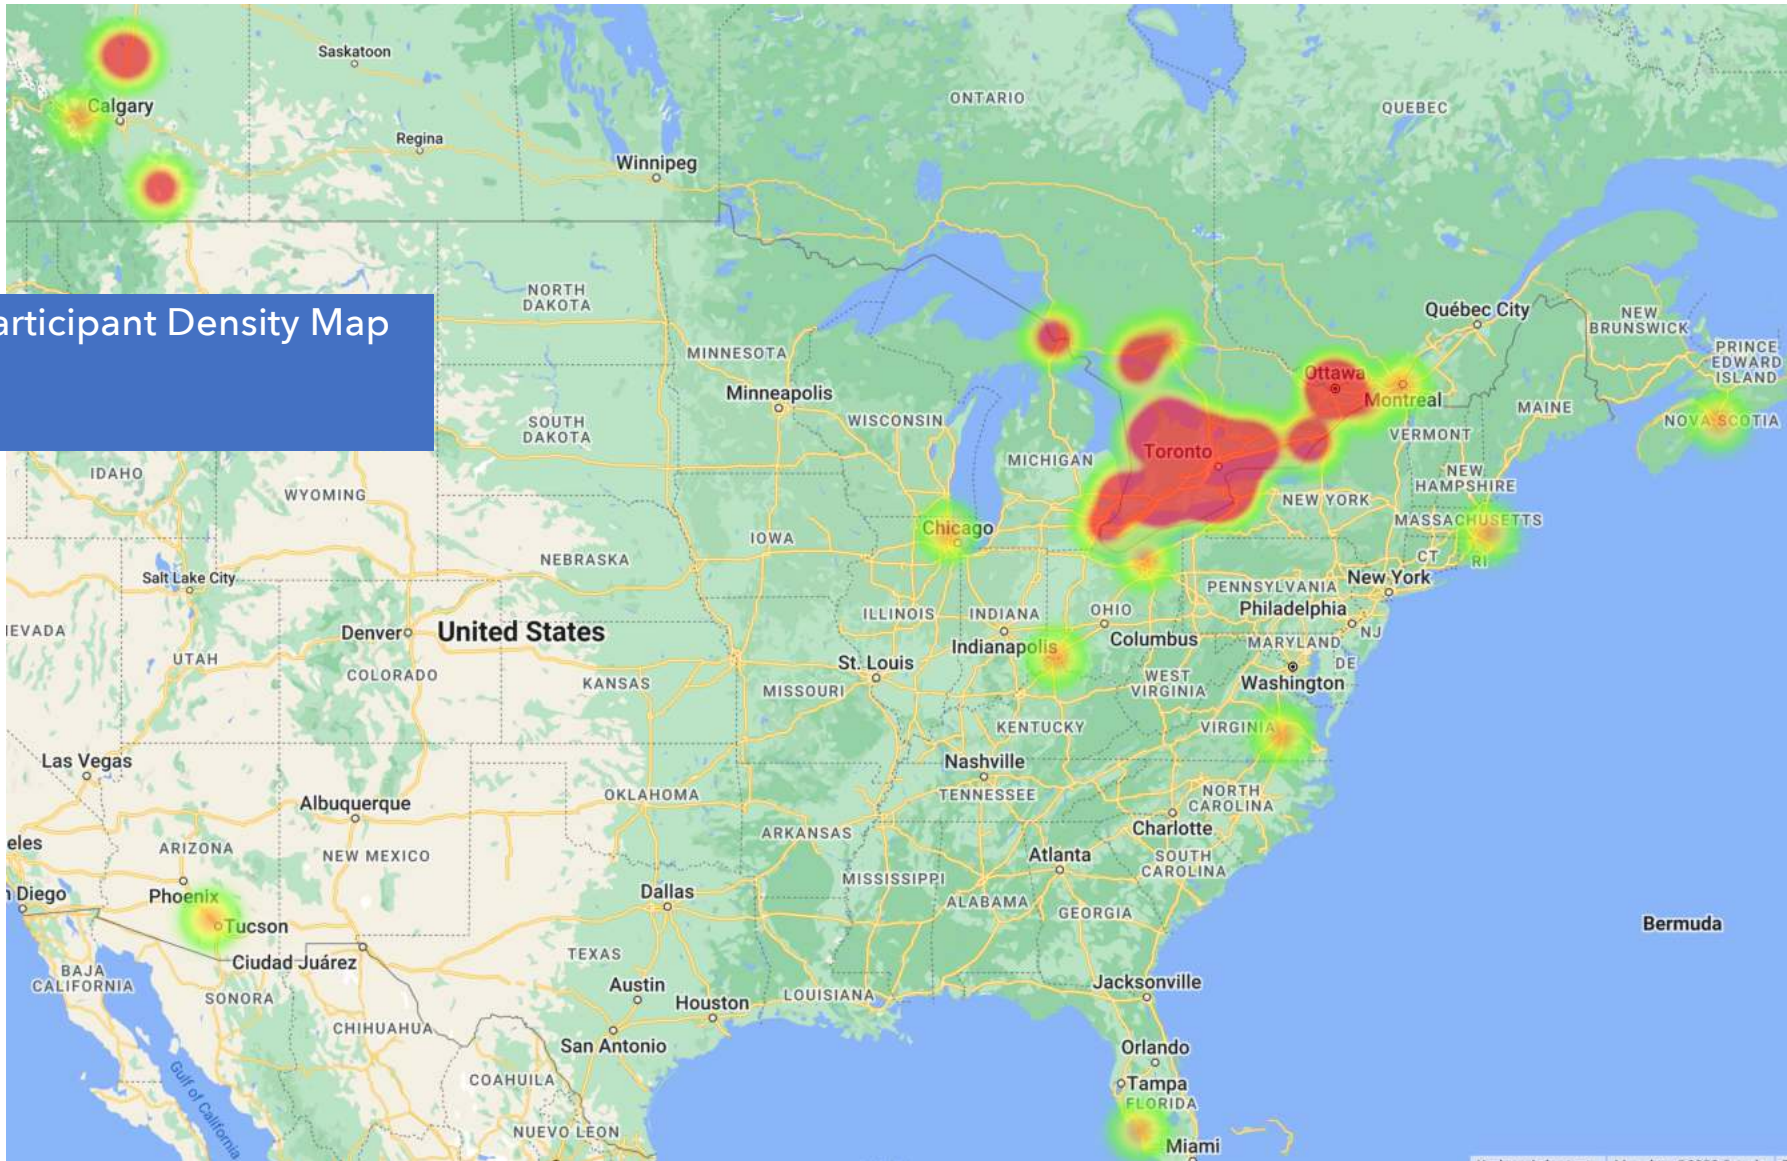 Saskatoon
ONTARIO
QUEBEC
Calgary
Regina
Winnipeg
NORTH
DAKOTA
articipant Density Map
Québec City
NEW
BRUNSWICK
PRINCE
EDWARD
ISLAND
MINNESOTA
Ottawa
Minneapolis
Montreal
MAINE
NOVA SCOTIA
WISCONSIN
SOUTH
DAKOTA
VERMONT
Toronto
MICHIGAN
IDAHO
NEW
HAMPSHIRE
WYOMING
NEW YORK
MASSACHUSETTS
Chicago
IOWA
NEBRASKA
CT
RI
Salt Lake City
New York
PENNSYLVANIA
Philadelphia
ILLINOIS
INDIANA
OHIO
NJ
EVADA
Denver
United States
Columbus
MARYLAND
Indianapolis
UTAH
St. Louis
DE
COLORADO
KANSAS
MISSOURI
WEST
VIRGINIA
Washington
KENTUCKY
VIRGINIA
Las Vegas
Nashville
Albuquerque
OKLAHOMA
TENNESSEE
NORTH
CAROLINA
ARKANSAS
Charlotte
eles
ARIZONA
NEW MEXICO
Atlanta
SOUTH
CAROLINA
n Diego
Phoenix
Dallas
MISSISSIPPI
ALABAMA
GEORGIA
Tucson
Bermuda
Ciudad Juárez
TEXAS
BAJA
CALIFORNIA
SONORA
Austin
Houston
LOUISIANA
Jacksonville
CHIHUAHUA
San Antonio
Orlando
Gulf of California
COAHUILA
Tampa
FLORIDA
NUEVO LEON
Miami